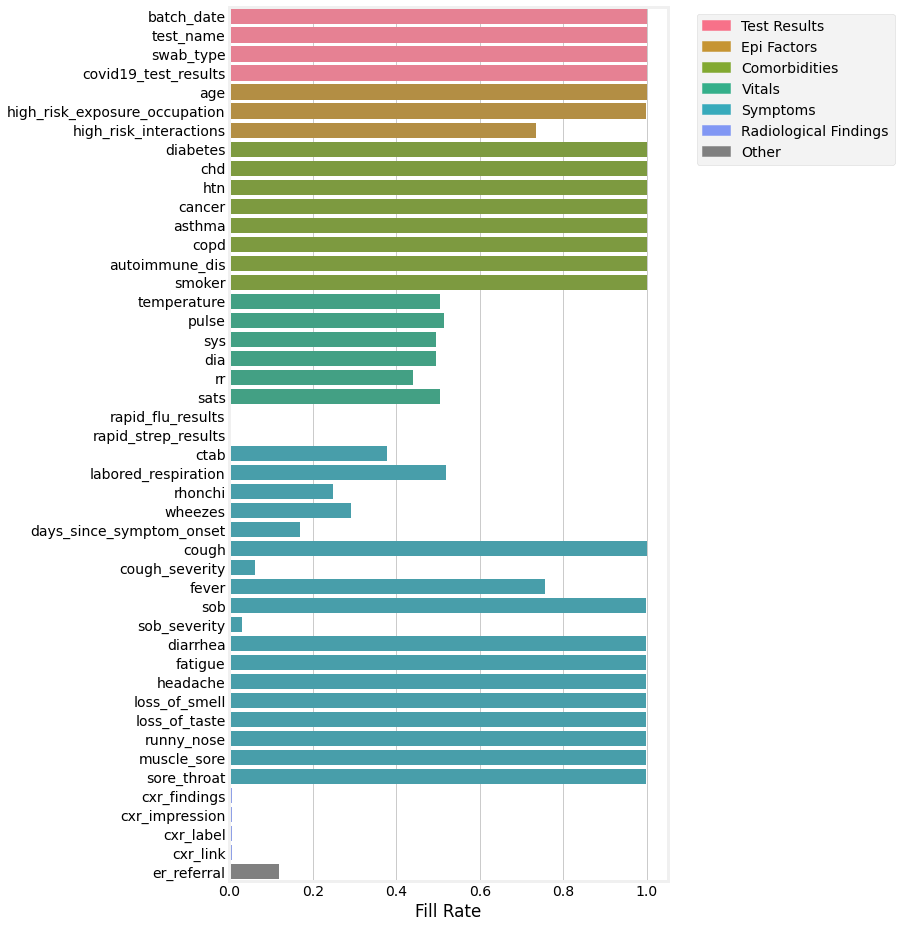 batch_date
test_name
swab_type
covid19_test_results
age
high_risk_exposure_occupation
high_risk_interactions
diabetes
chd
htn
cancer
asthma
copd
autoimmune_dis
smoker
temperature
pulse
sys
dia
rr
sats
rapid_flu_results
rapid_strep_results
ctab
labored_respiration
rhonchi
wheezes
days_since_symptom_onset
cough
cough_severity
fever
sob
sob_severity
diarrhea
fatigue
headache
loss_of_smell
loss_of_taste
runny_nose
muscle_sore
sore_throat
cxr_findings
cxr_impression
cxr_label
cxr_link
er_referral
0.0 0.2 0.4 0.6 0.8 1.0
Fill Rate
Test Results
Epi Factors
Comorbidities
Vitals
Symptoms
Radiological Findings
Other